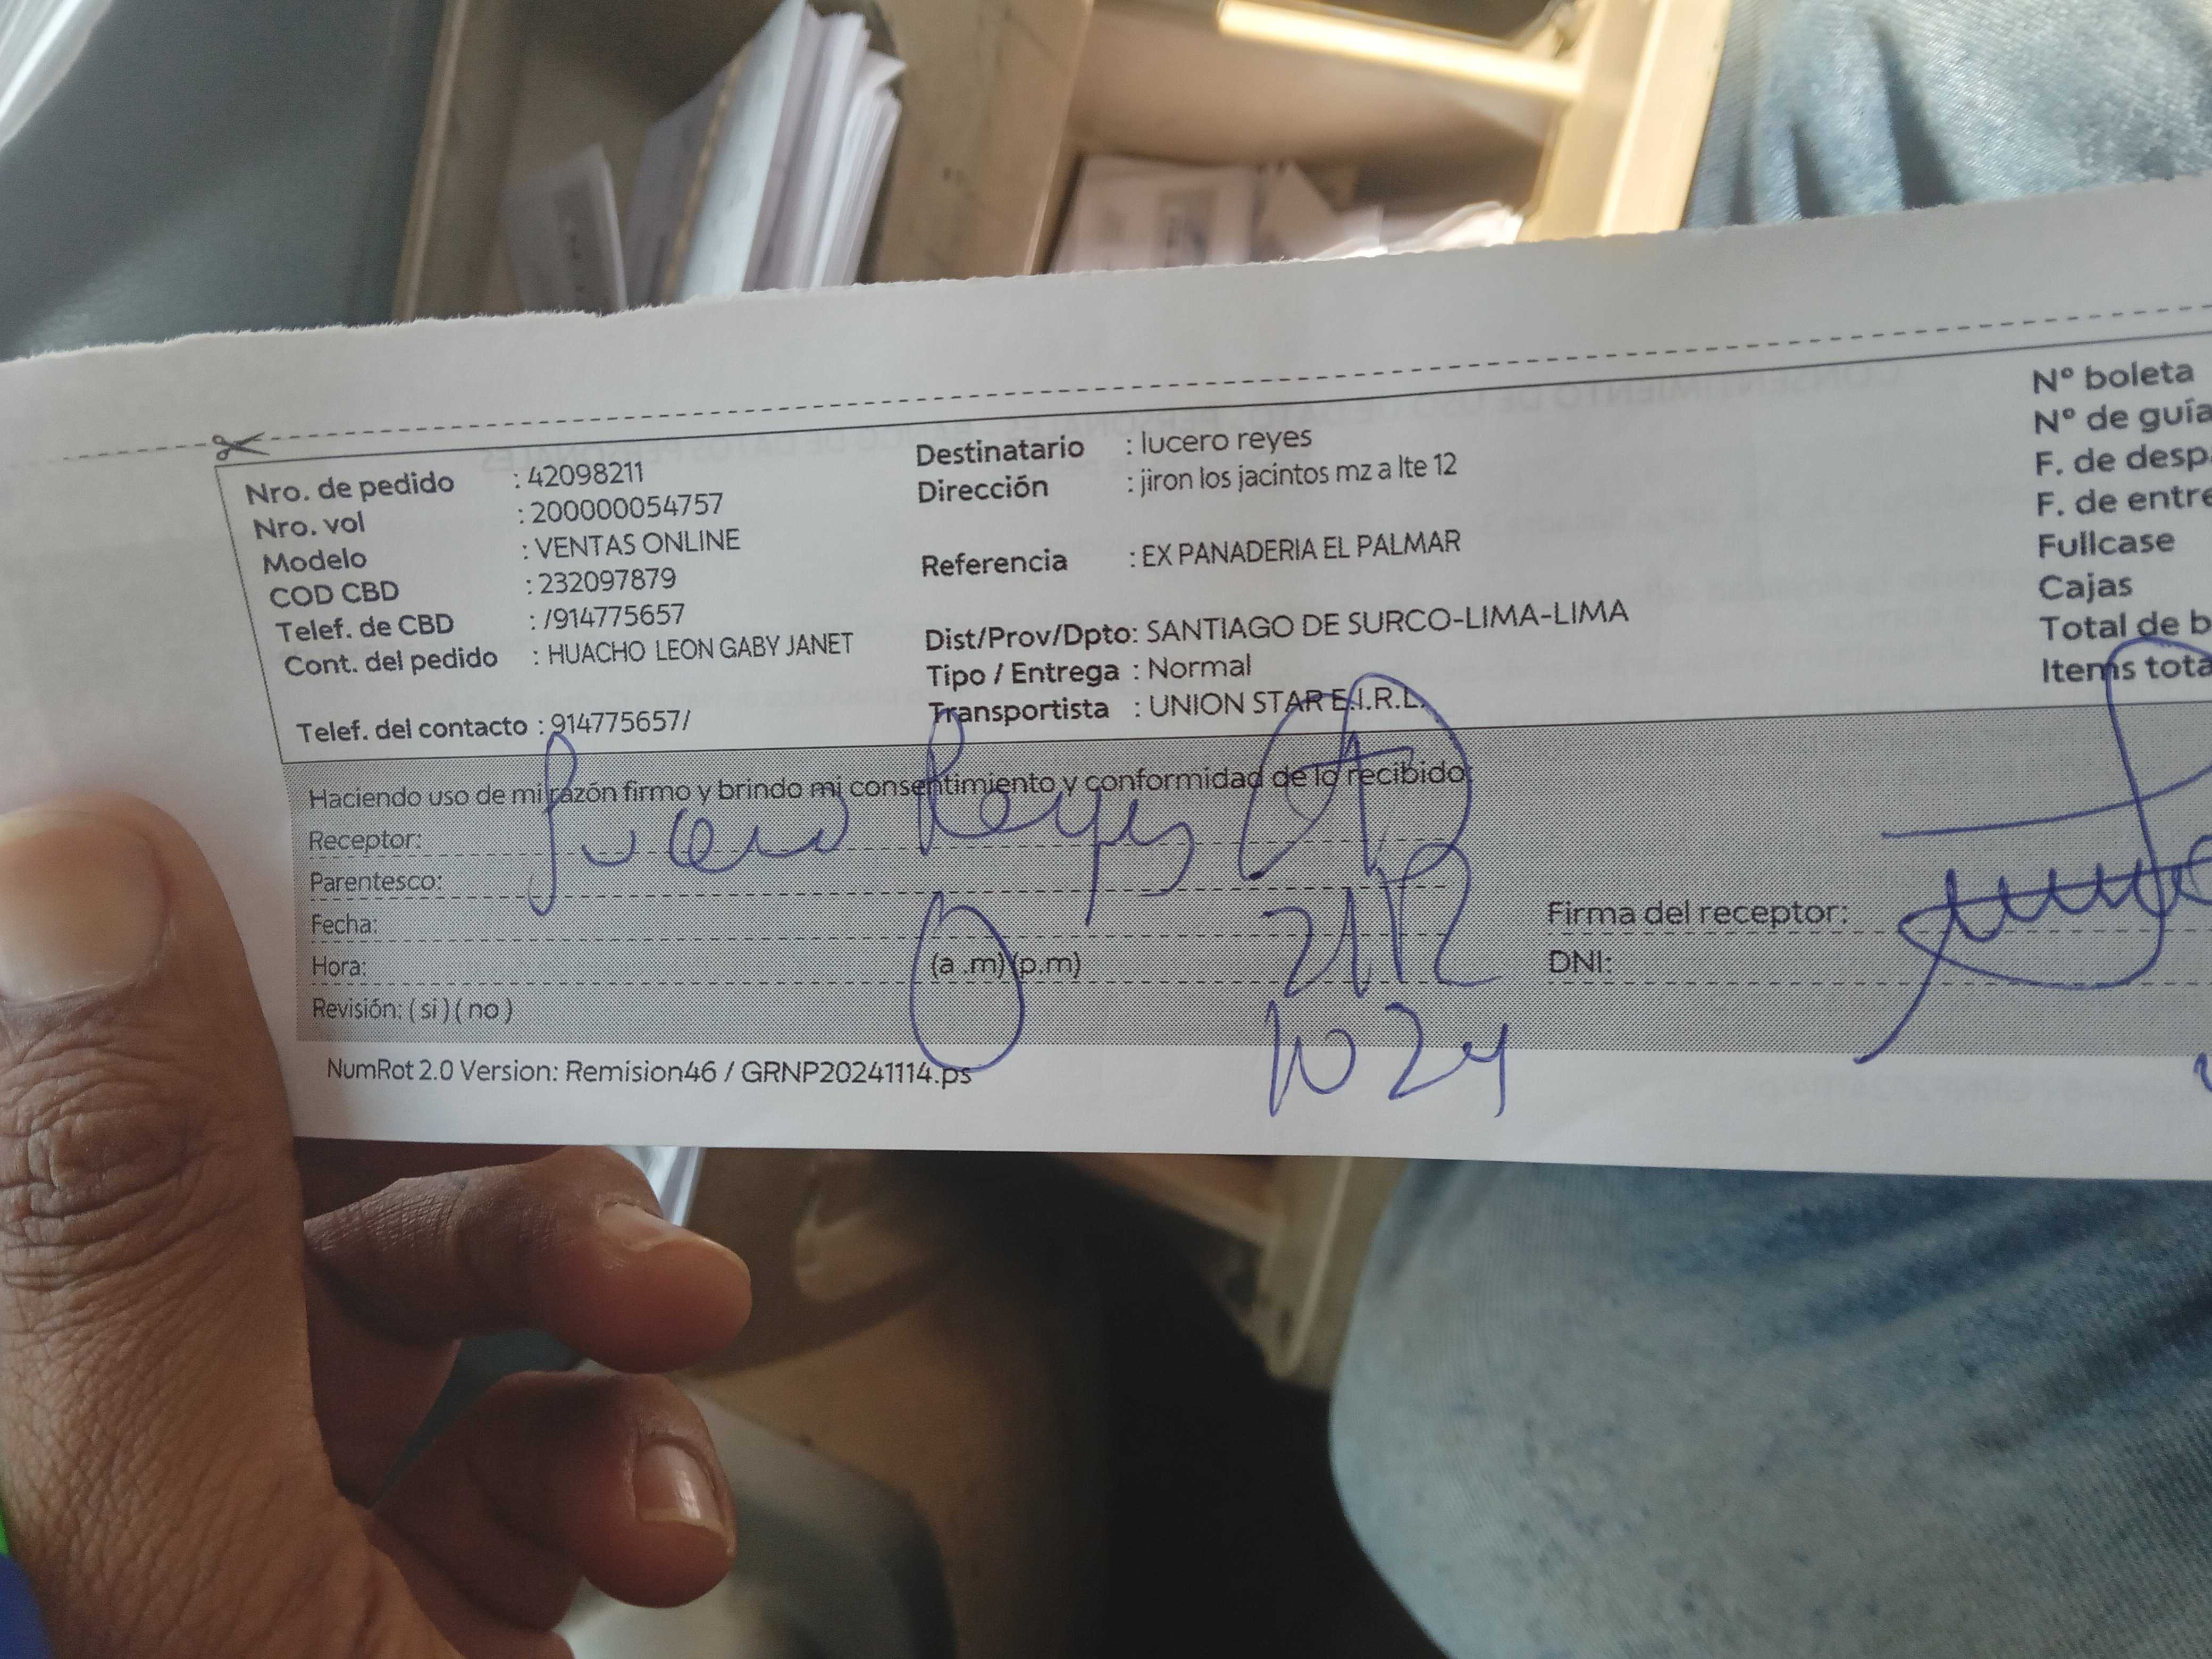 Nro. de pedido : 42098211
Nro. vol : 200000054757
Modelo : VENTAS ONLINE
COD CBD : 232097879
Telef. de CBD : /914775657
Cont. del pedido : HUACHO LEON GABY JANET
Telef. del contacto : 914775657/
Destinatario : lucero reyes
Dirección : jiron los jacintos mz a lte 12
Referencia : EX PANADERIA EL PALMAR
Dist/Prov/Dpto: SANTIAGO DE SURCO-LIMA-LIMA
Tipo / Entrega : Normal
Transportista : UNION STAR E.I.R.L.
Nº boleta
Nº de guía
F. de desp
F. de entre
Fullcase
Cajas
Total de b
Items tota
Haciendo uso de mi razón firmo y brindo mi consentimiento y conformidad de lo recibido
Receptor: Lucero Reyes
Parentesco:
Fecha:
Hora: (a .m) (p.m)
Revisión: ( si ) ( no )
Firma del receptor:
DNI:
10 24
NumRot 2.0 Version: Remision46 / GRNP20241114.ps